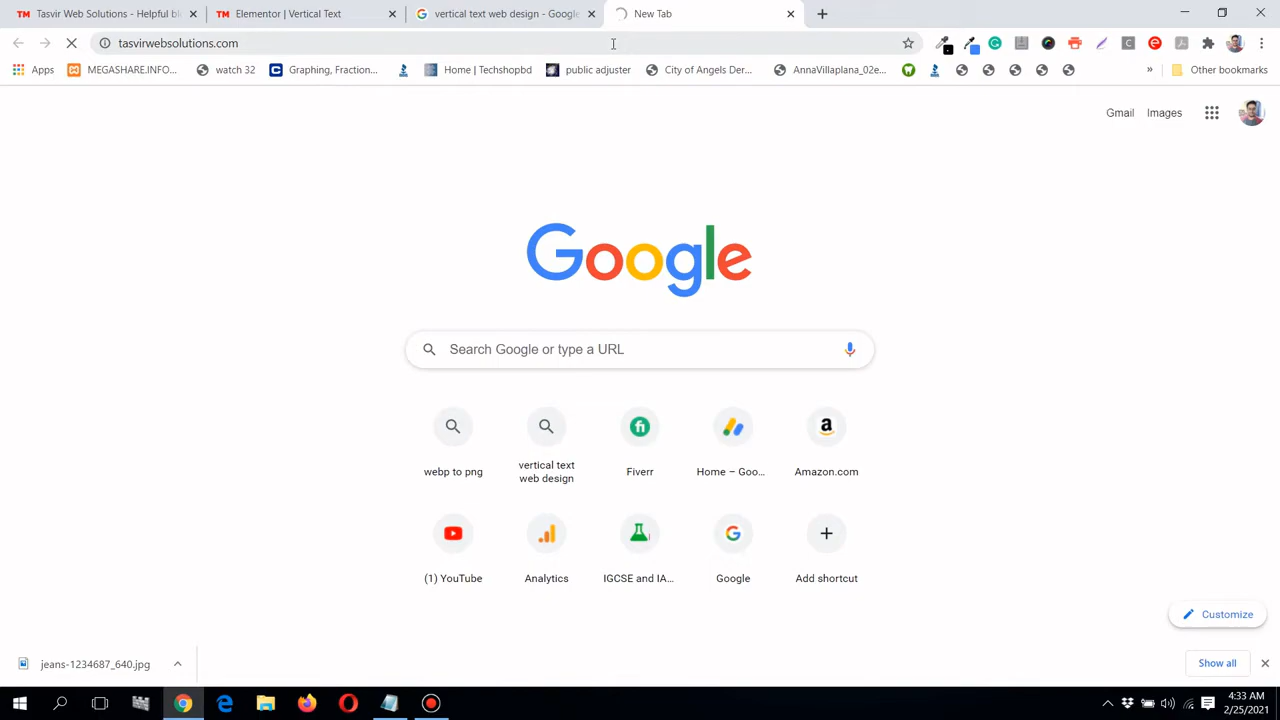 Tasvir Web Solutions - Helpful bl
Elementor | Vertical Text
vertical text web design - Google
New Tab
tasvirwebsolutions.com
Apps
MEGASHARE.INFO...
watch 32
Graphing, Fraction...
Home | Techshopbd
public adjuster
City of Angels Der...
AnnaVillaplana_02e...
Other bookmarks
Gmail
Images
Google
Search Google or type a URL
webp to png
vertical text
web design
Fiverr
Home – Goo...
Amazon.com
(1) YouTube
Analytics
IGCSE and IA...
Google
Add shortcut
Customize
jeans-1234687_640.jpg
Show all
4:33 AM
2/25/2021